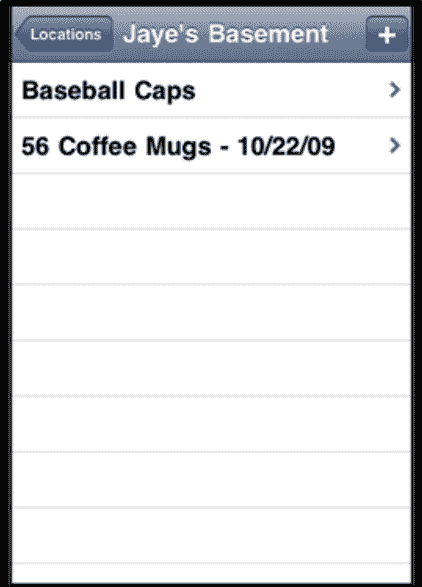 Locations Jaye's Basement +
Baseball Caps
56 Coffee Mugs - 10/22/09